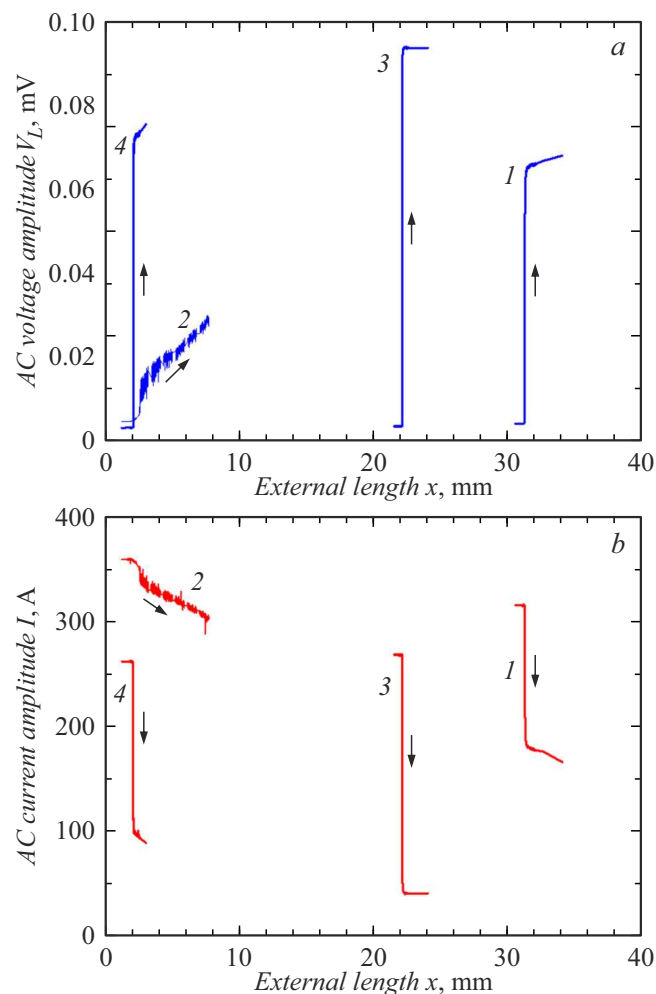 0.10
a
3
0.08
4
AC voltage amplitude V_L, mV
0.06
1
0.04
2
0.02
0
0 10 20 30 40
External length x, mm
400
b
2
300
AC current amplitude I, A
4 3 1
200
100
0
0 10 20 30 40
External length x, mm